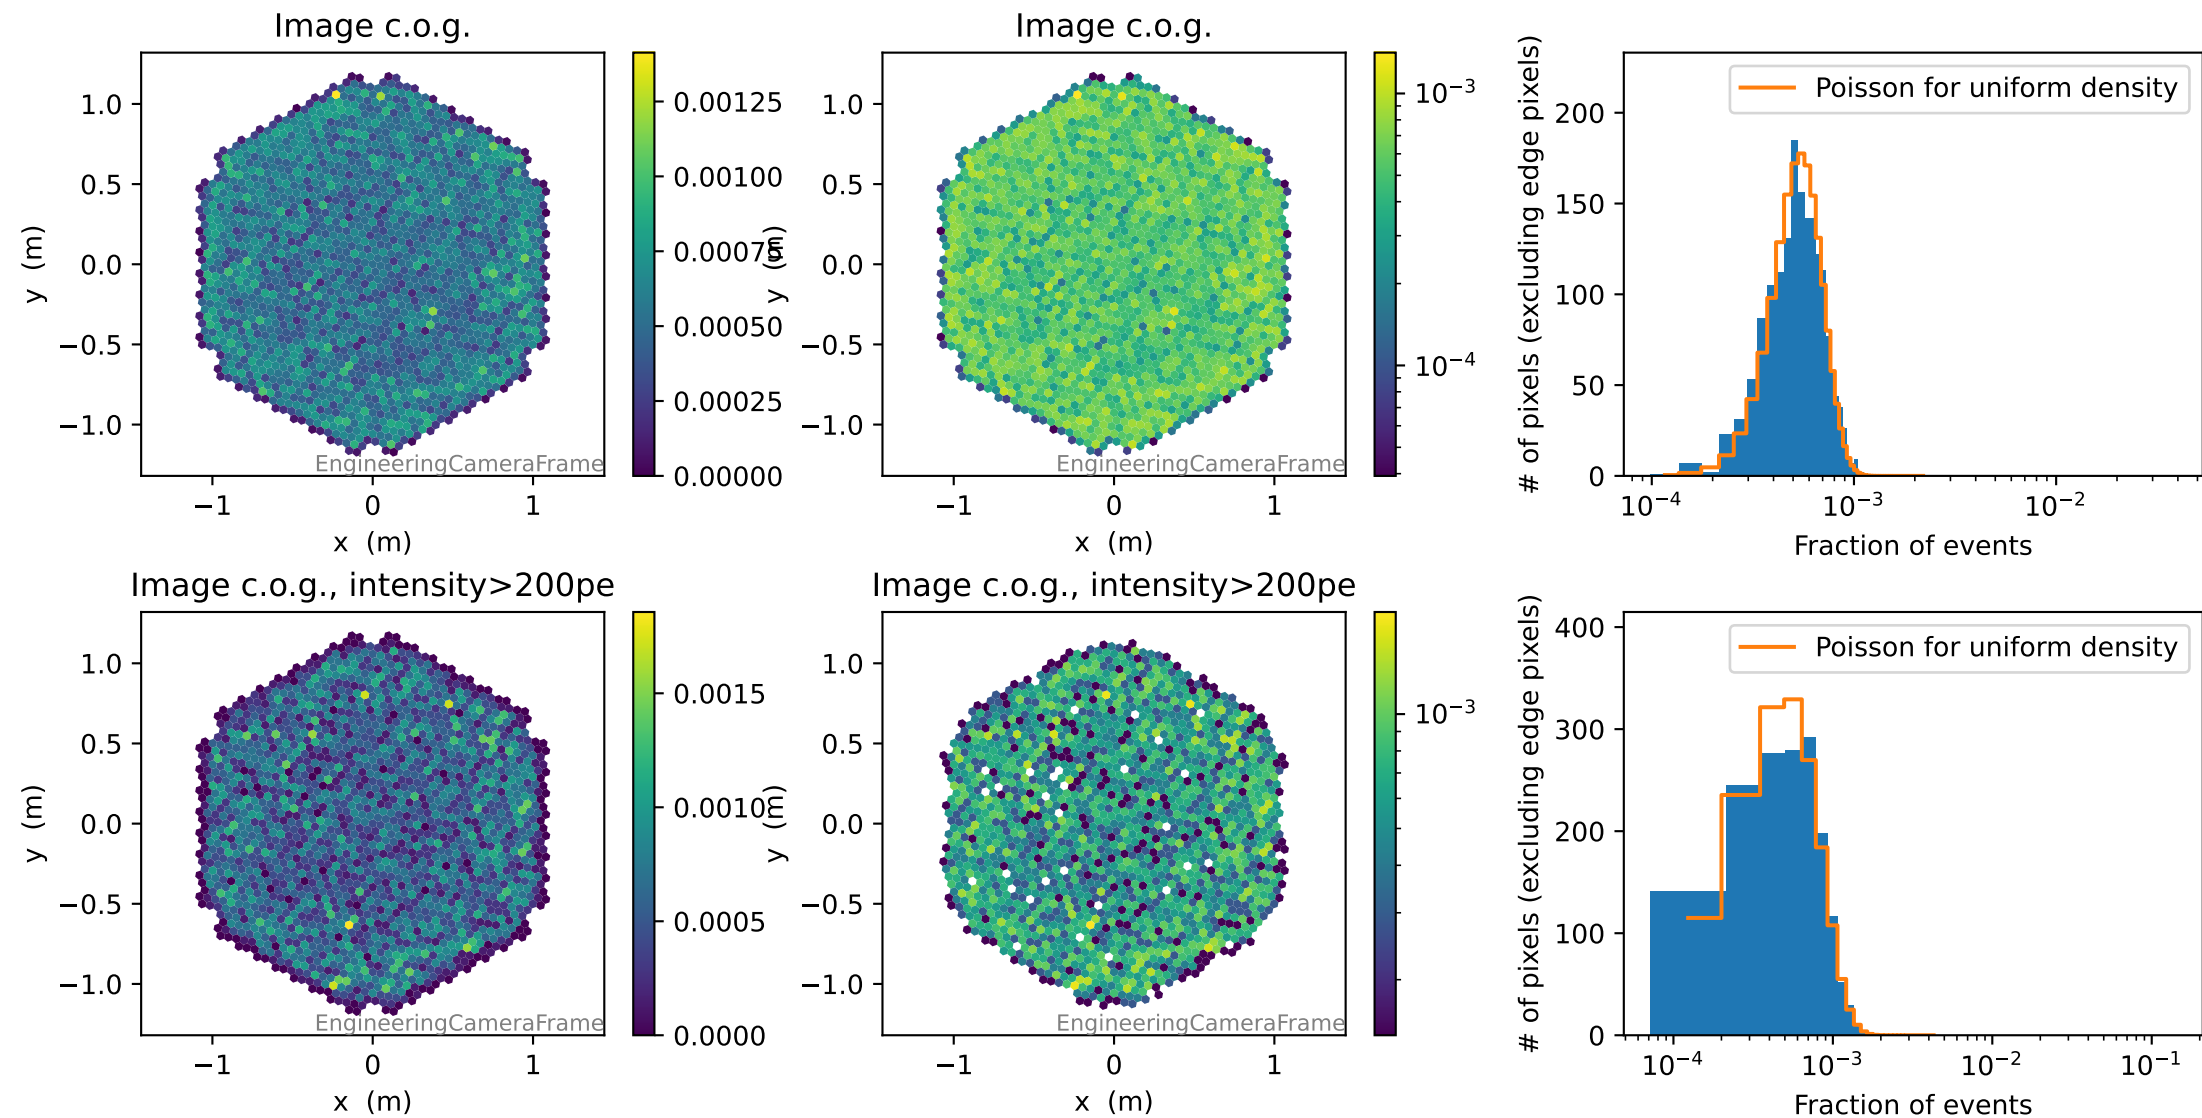 Image c.o.g.
1.0
0.5
0.0
−0.5
−1.0
y (m)
−1 0 1
x (m)
EngineeringCameraFrame
0.00125
0.00100
0.00075
0.00050
0.00025
0.00000
Image c.o.g.
1.0
0.5
0.0
−0.5
−1.0
y (m)
−1 0 1
x (m)
EngineeringCameraFrame
10−3
10−4
# of pixels (excluding edge pixels)
200
150
100
50
0
Poisson for uniform density
10−4 10−3 10−2
Fraction of events
Image c.o.g., intensity>200pe
1.0
0.5
0.0
−0.5
−1.0
y (m)
−1 0 1
x (m)
EngineeringCameraFrame
0.0015
0.0010
0.0005
0.0000
Image c.o.g., intensity>200pe
1.0
0.5
0.0
−0.5
−1.0
y (m)
−1 0 1
x (m)
EngineeringCameraFrame
10−3
# of pixels (excluding edge pixels)
400
300
200
100
0
Poisson for uniform density
10−4 10−3 10−2 10−1
Fraction of events